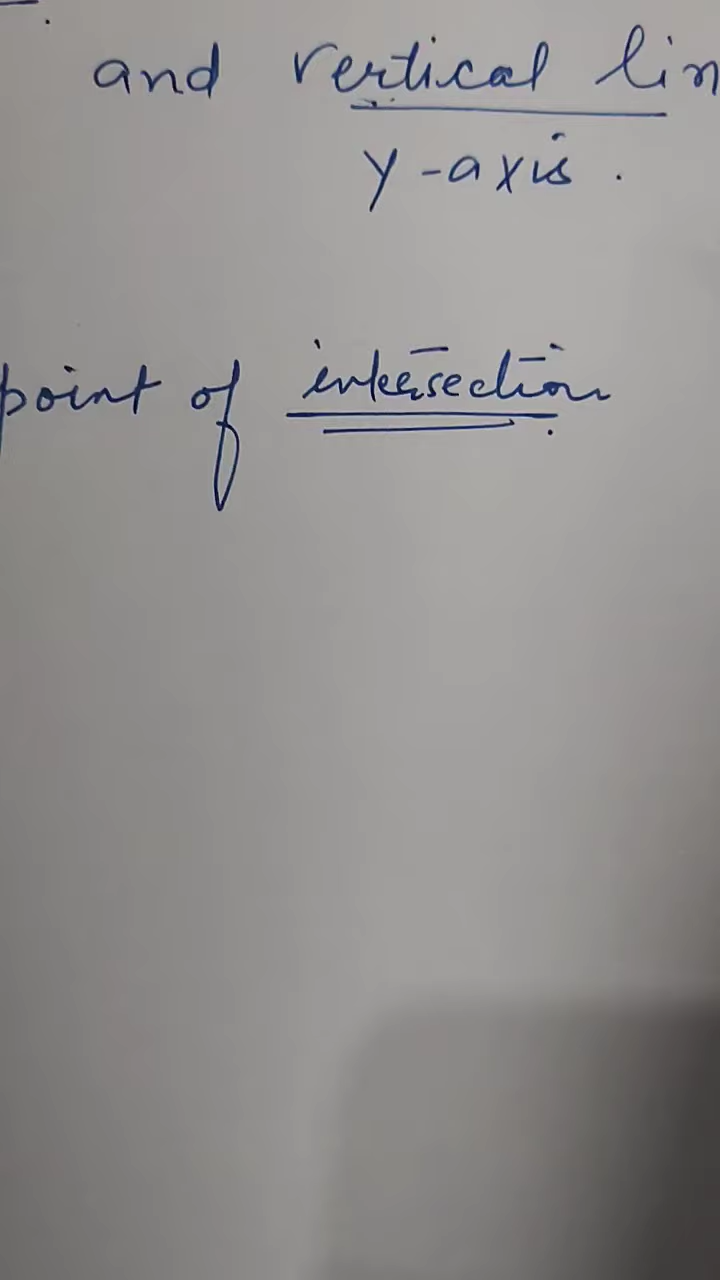 and vertical lin
y-axis.
point of intersection